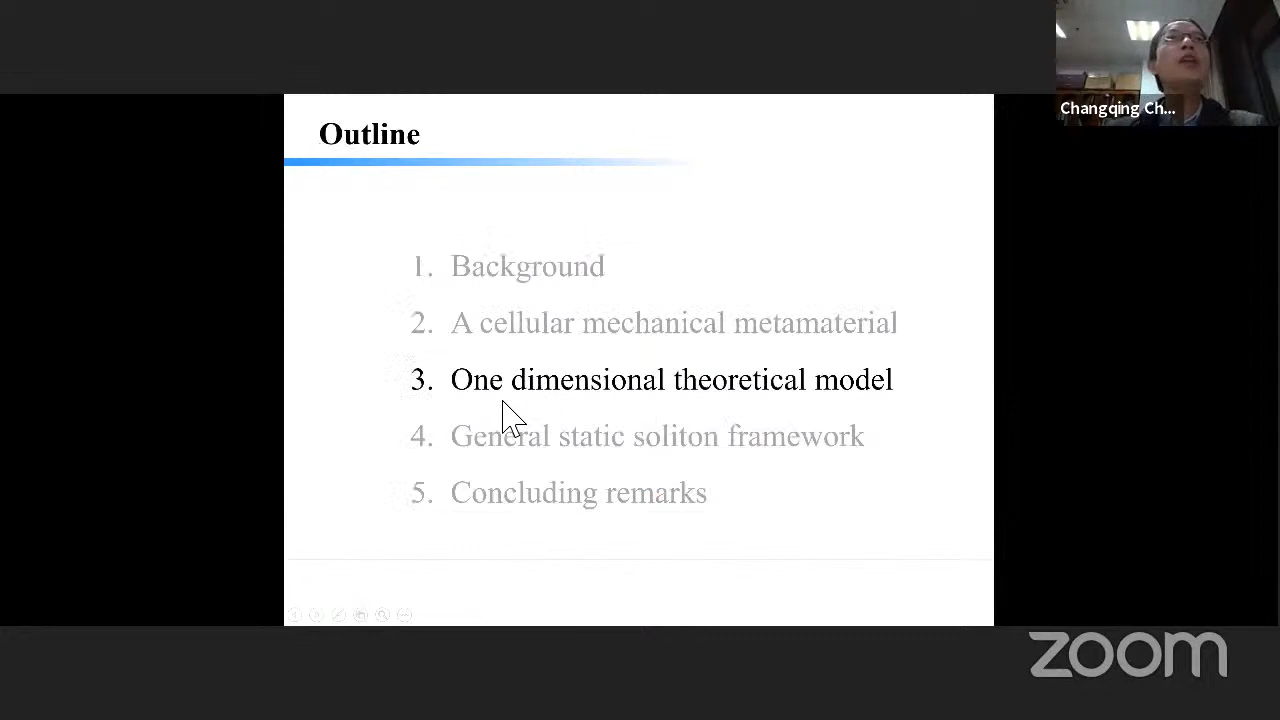 Outline
Changqing Ch...
1. Background
2. A cellular mechanical metamaterial
3. One dimensional theoretical model
4. General static soliton framework
5. Concluding remarks
zoom